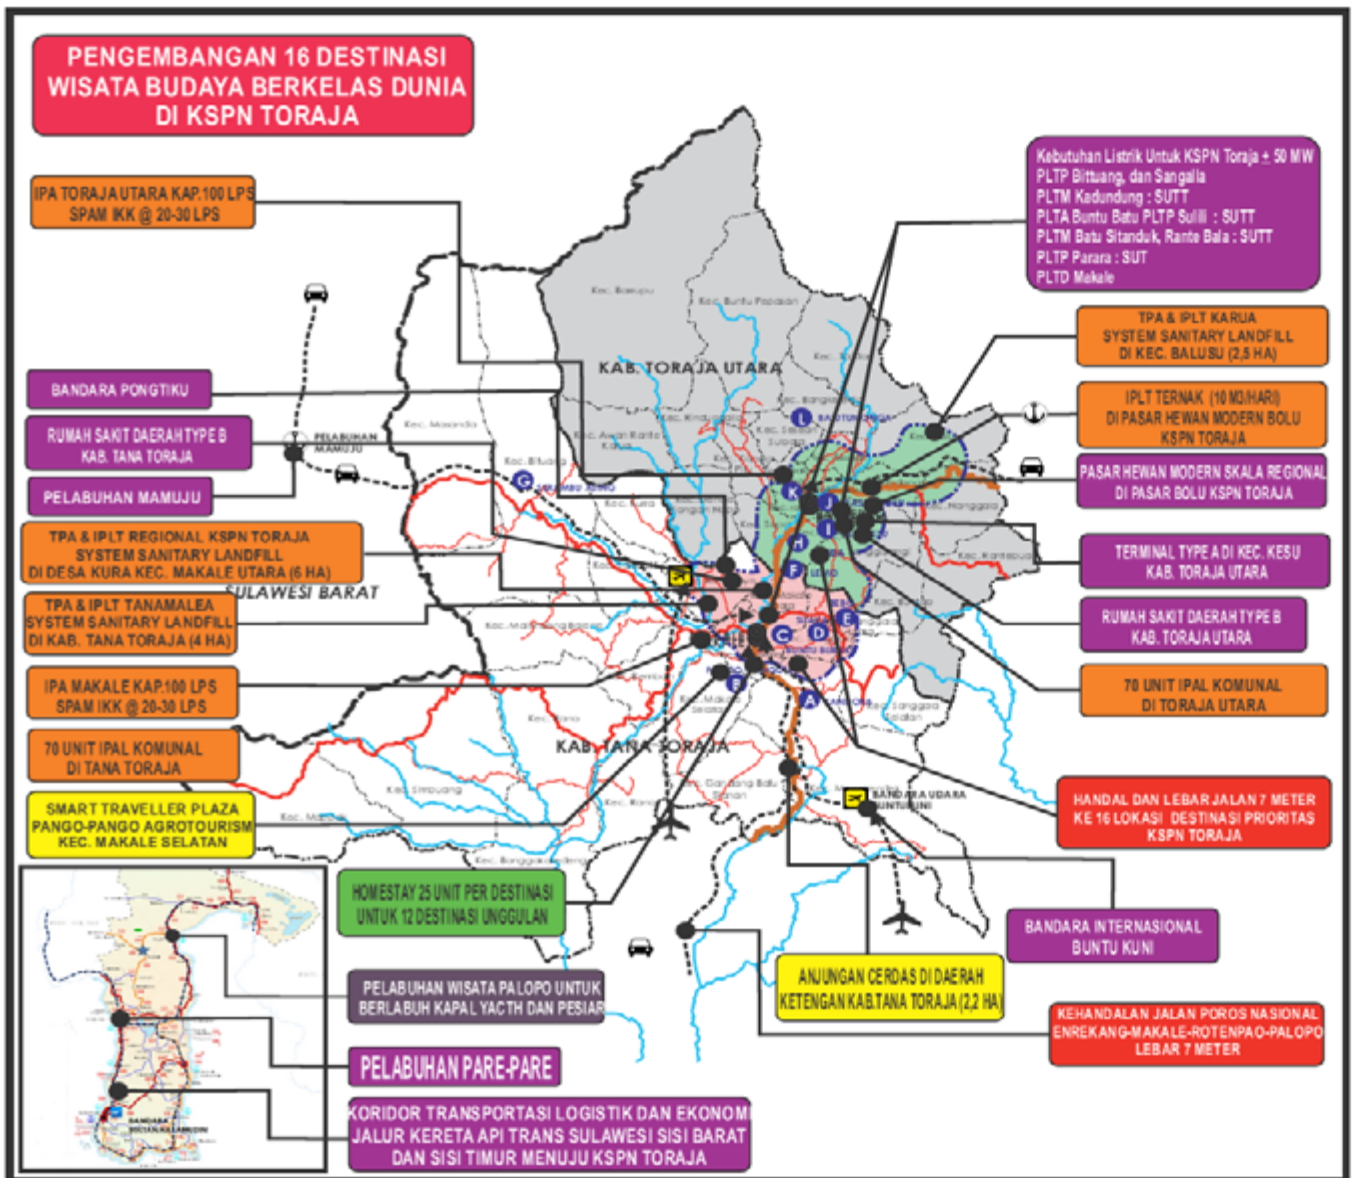 PENGEMBANGAN 16 DESTINASI
WISATA BUDAYA BERKELAS DUNIA
DI KSPN TORAJA
IPA TORAJA UTARA KAP.100 LPS
SPAM IKK @ 20-30 LPS
BANDARA PONGTIKU
RUMAH SAKIT DAERAH TYPE B
KAB. TANA TORAJA
PELABUHAN MAMUJU
TPA & IPLT REGIONAL KSPN TORAJA
SYSTEM SANITARY LANDFILL
DI DESA KURA KEC. MAKALE UTARA (6 HA)
TPA & IPLT TANAMALEA
SYSTEM SANITARY LANDFILL
DI KAB. TANA TORAJA (4 HA)
IPA MAKALE KAP.100 LPS
SPAM IKK @ 20-30 LPS
70 UNIT IPAL KOMUNAL
DI TANA TORAJA
SMART TRAVELLER PLAZA
PANGO-PANGO AGROTOURISM
KEC. MAKALE SELATAN
PELABUHAN
MAMUJU
SULAWESI BARAT
KAB. TORAJA UTARA
KAB. TANA TORAJA
Kec. Buntu Pepasan
Kec. Bittuang
Kec. Simbuang
L
G
K
J
I
H
F
E
D
C
B
A
BANDARA UDARA
Kebutuhan Listrik Untuk KSPN Toraja ± 50 MW
PLTP Bittuang, dan Sangalla
PLTM Kadundung : SUTT
PLTA Buntu Batu PLTP Sulili : SUTT
PLTM Batu Sitanduk, Rante Bala : SUTT
PLTP Parara : SUT
PLTD Makale
TPA & IPLT KARUA
SYSTEM SANITARY LANDFILL
DI KEC. BALUSU (2,5 HA)
IPLT TERNAK (10 M3/HARI)
DI PASAR HEWAN MODERN BOLU
KSPN TORAJA
PASAR HEWAN MODERN SKALA REGIONAL
DI PASAR BOLU KSPN TORAJA
TERMINAL TYPE A DI KEC. KESU
KAB. TORAJA UTARA
RUMAH SAKIT DAERAH TYPE B
KAB. TORAJA UTARA
70 UNIT IPAL KOMUNAL
DI TORAJA UTARA
HANDAL DAN LEBAR JALAN 7 METER
KE 16 LOKASI DESTINASI PRIORITAS
KSPN TORAJA
BANDARA INTERNASIONAL
BUNTU KUNI
KEHANDALAN JALAN POROS NASIONAL
ENREKANG-MAKALE-ROTENPAO-PALOPO
LEBAR 7 METER
ANJUNGAN CERDAS DI DAERAH
KETENGAN KAB.TANA TORAJA (2,2 HA)
HOMESTAY 25 UNIT PER DESTINASI
UNTUK 12 DESTINASI UNGGULAN
PELABUHAN WISATA PALOPO UNTUK
BERLABUH KAPAL YACTH DAN PESIAR
PELABUHAN PARE-PARE
KORIDOR TRANSPORTASI LOGISTIK DAN EKONOMI
JALUR KERETA API TRANS SULAWESI SISI BARAT
DAN SISI TIMUR MENUJU KSPN TORAJA